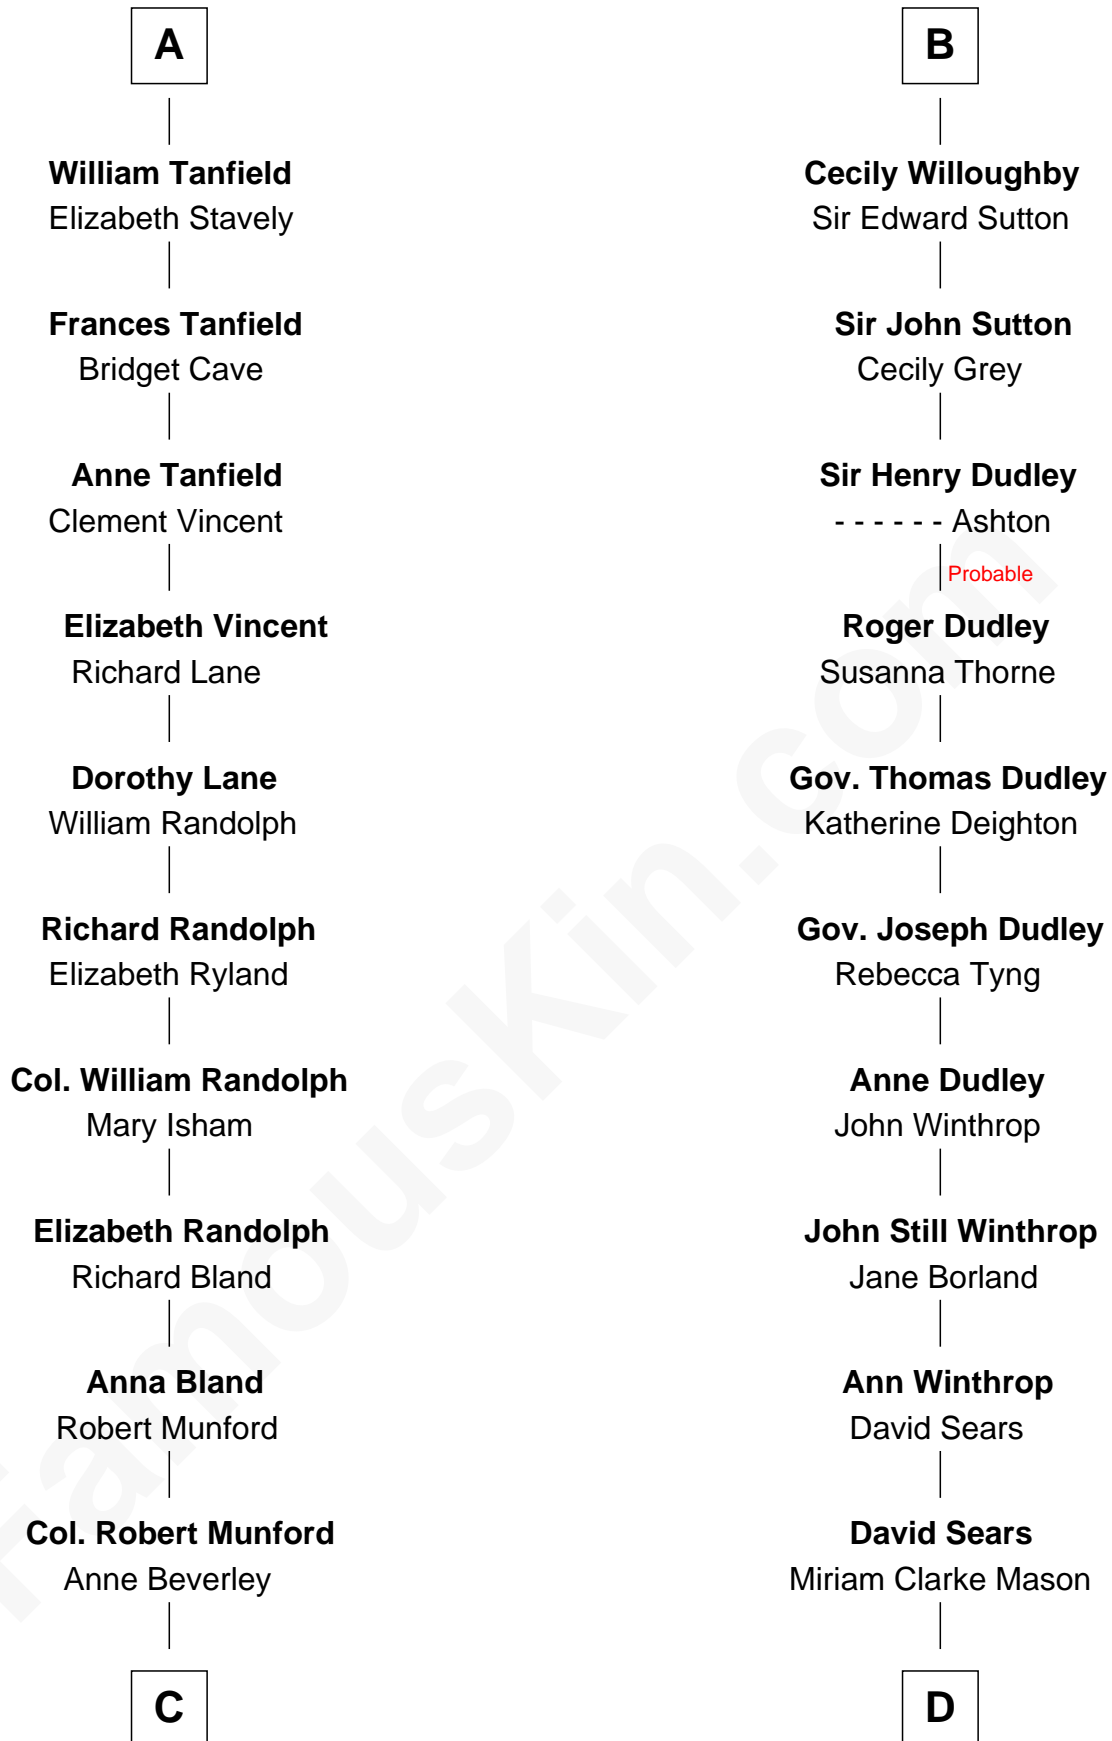 A
William Tanfield
Elizabeth Stavely
Frances Tanfield
Bridget Cave
Anne Tanfield
Clement Vincent
Elizabeth Vincent
Richard Lane
Dorothy Lane
William Randolph
Richard Randolph
Elizabeth Ryland
Col. William Randolph
Mary Isham
Elizabeth Randolph
Richard Bland
Anna Bland
Robert Munford
Col. Robert Munford
Anne Beverley
C
B
Cecily Willoughby
Sir Edward Sutton
Sir John Sutton
Cecily Grey
Sir Henry Dudley
- - - - - - Ashton
Probable
Roger Dudley
Susanna Thorne
Gov. Thomas Dudley
Katherine Deighton
Gov. Joseph Dudley
Rebecca Tyng
Anne Dudley
John Winthrop
John Still Winthrop
Jane Borland
Ann Winthrop
David Sears
David Sears
Miriam Clarke Mason
D
FamousKin.com